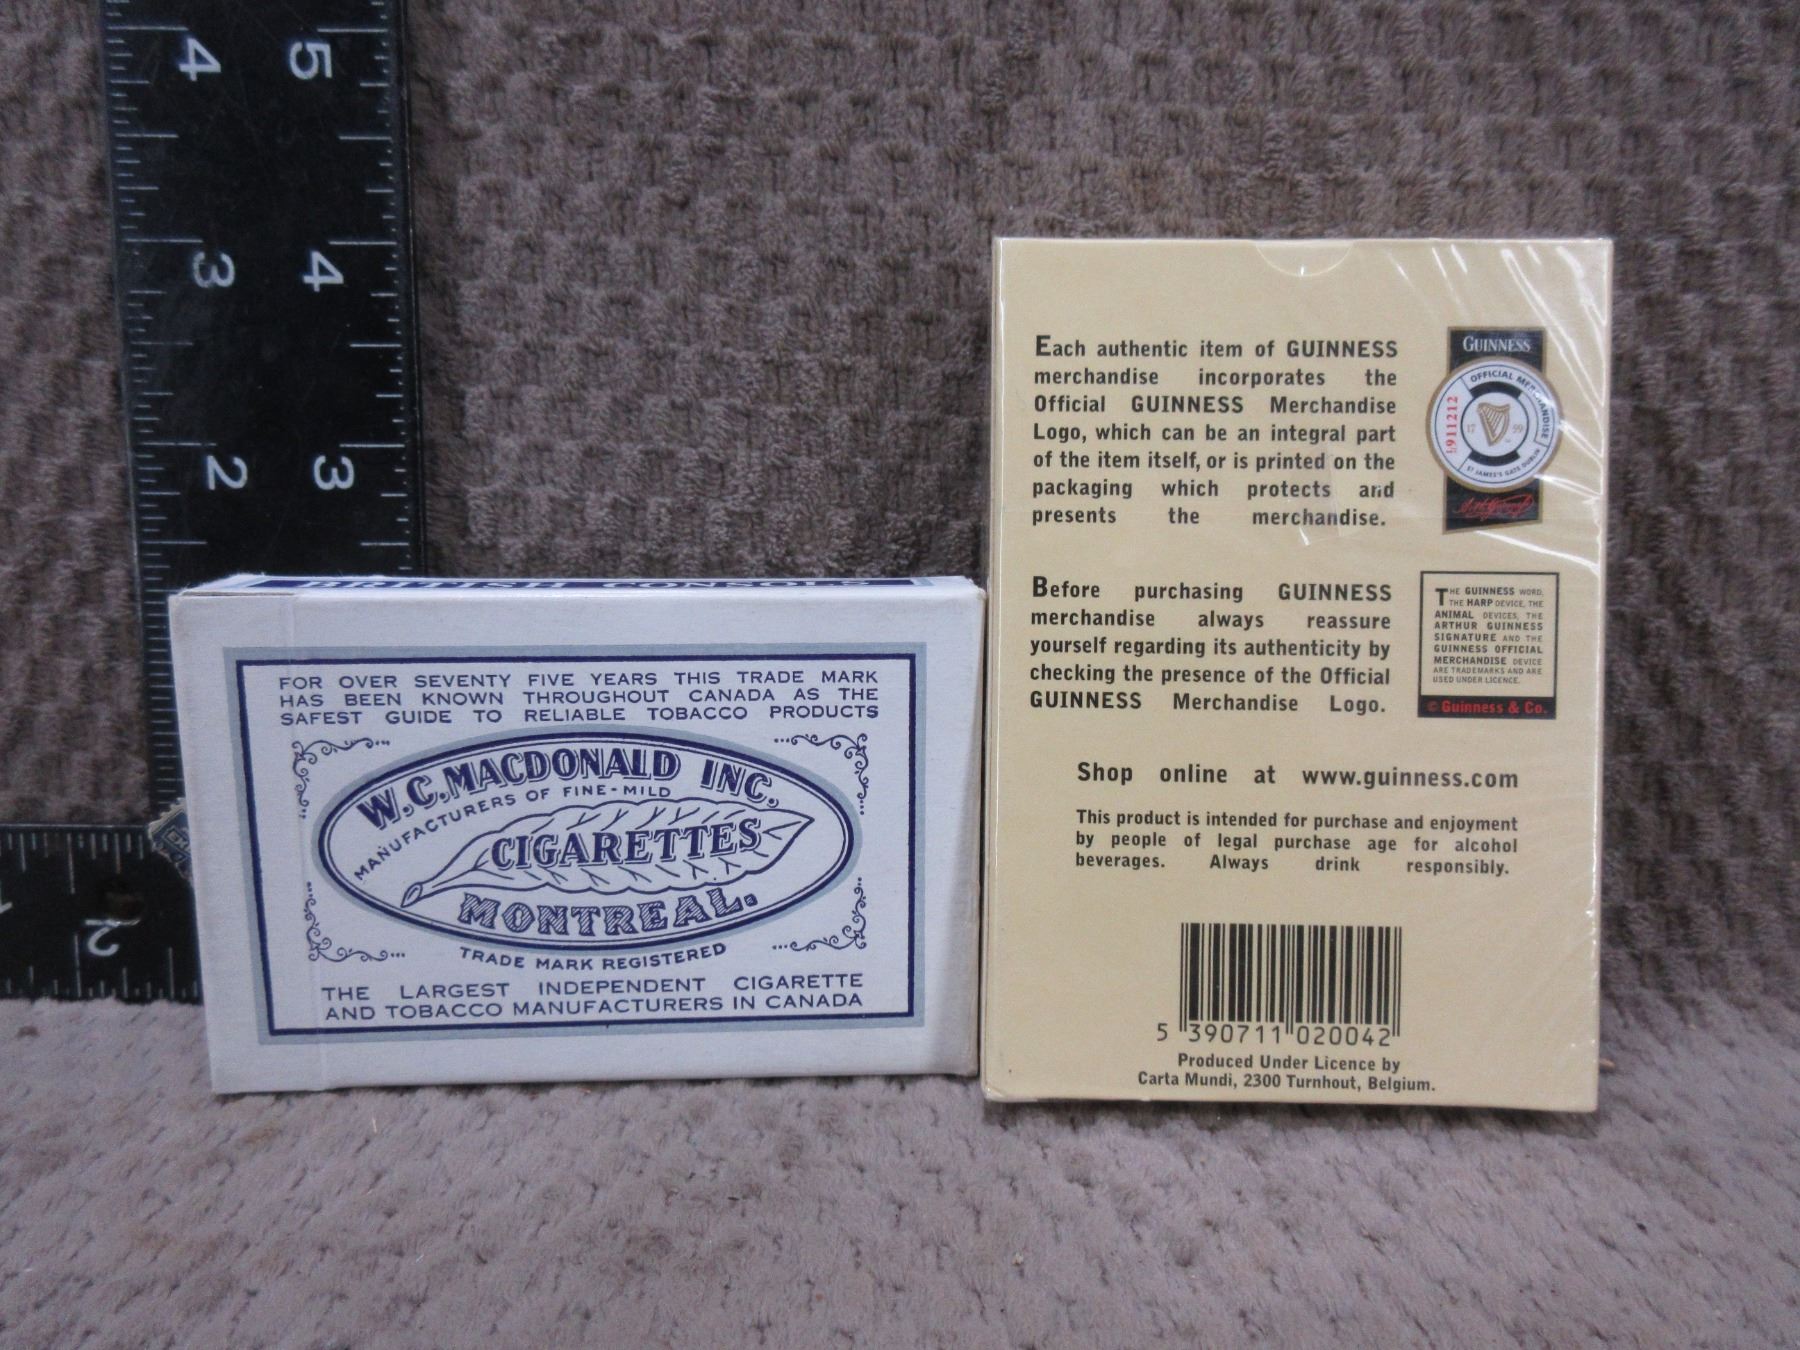 4 5
3 4
2 3
2
BRITISH CONSOLS
FOR OVER SEVENTY FIVE YEARS THIS TRADE MARK
HAS BEEN KNOWN THROUGHOUT CANADA AS THE
SAFEST GUIDE TO RELIABLE TOBACCO PRODUCTS
W.C. MACDONALD INC.
MANUFACTURERS OF FINE-MILD
CIGARETTES
MONTREAL.
TRADE MARK REGISTERED
THE LARGEST INDEPENDENT CIGARETTE
AND TOBACCO MANUFACTURERS IN CANADA
Each authentic item of GUINNESS
merchandise incorporates the
Official GUINNESS Merchandise
Logo, which can be an integral part
of the item itself, or is printed on the
packaging which protects and
presents the merchandise.
GUINNESS
OFFICIAL MERCHANDISE
17 59
ST JAMES'S GATE DUBLIN
Before purchasing GUINNESS
merchandise always reassure
yourself regarding its authenticity by
checking the presence of the Official
GUINNESS Merchandise Logo.
THE GUINNESS WORD,
THE HARP DEVICE, THE
ANIMAL DEVICES, THE
ARTHUR GUINNESS
SIGNATURE AND THE
GUINNESS OFFICIAL
MERCHANDISE DEVICE
ARE TRADEMARKS AND ARE
USED UNDER LICENCE.
© Guinness & Co.
Shop online at www.guinness.com
This product is intended for purchase and enjoyment
by people of legal purchase age for alcohol
beverages. Always drink responsibly.
5 390711 020042
Produced Under Licence by
Carta Mundi, 2300 Turnhout, Belgium.